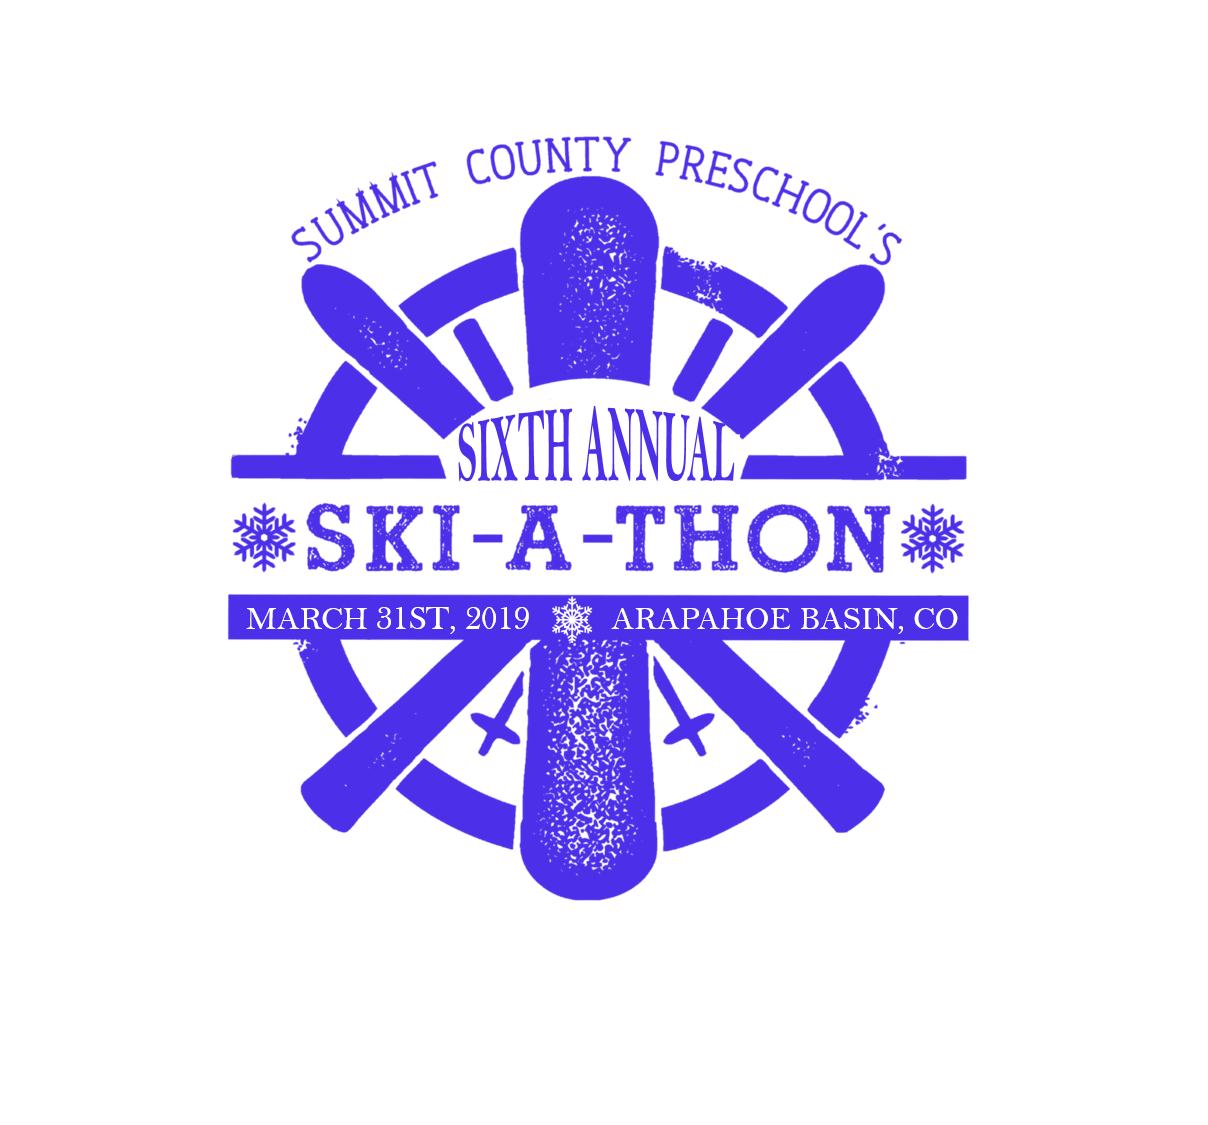 SUMMIT COUNTY PRESCHOOL'S
SIXTH ANNUAL
SKI-A-THON
MARCH 31ST, 2019 ARAPAHOE BASIN, CO